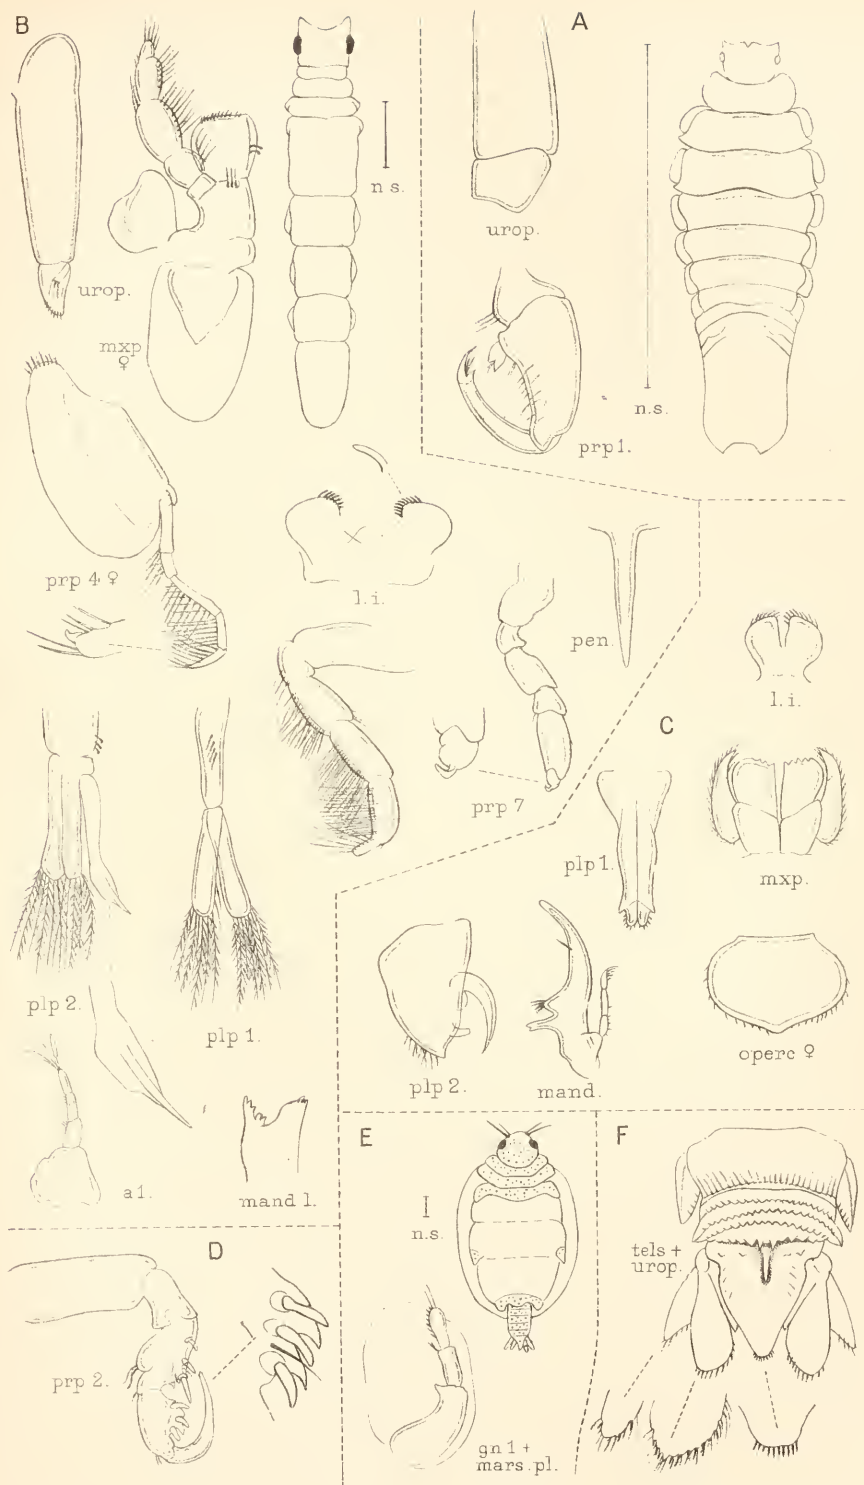 B
urop.
mxp
♀
n s.
A
urop.
prp 1.
n.s.
prp 4 ♀
l.i.
pen.
prp 7
l.i.
C
plp 1.
mxp.
plp 2.
plp 1.
plp 2.
mand.
operc ♀
a 1.
mand l.
D
prp 2.
E
n.s.
gn 1 +
mars. pl.
F
tels +
urop.